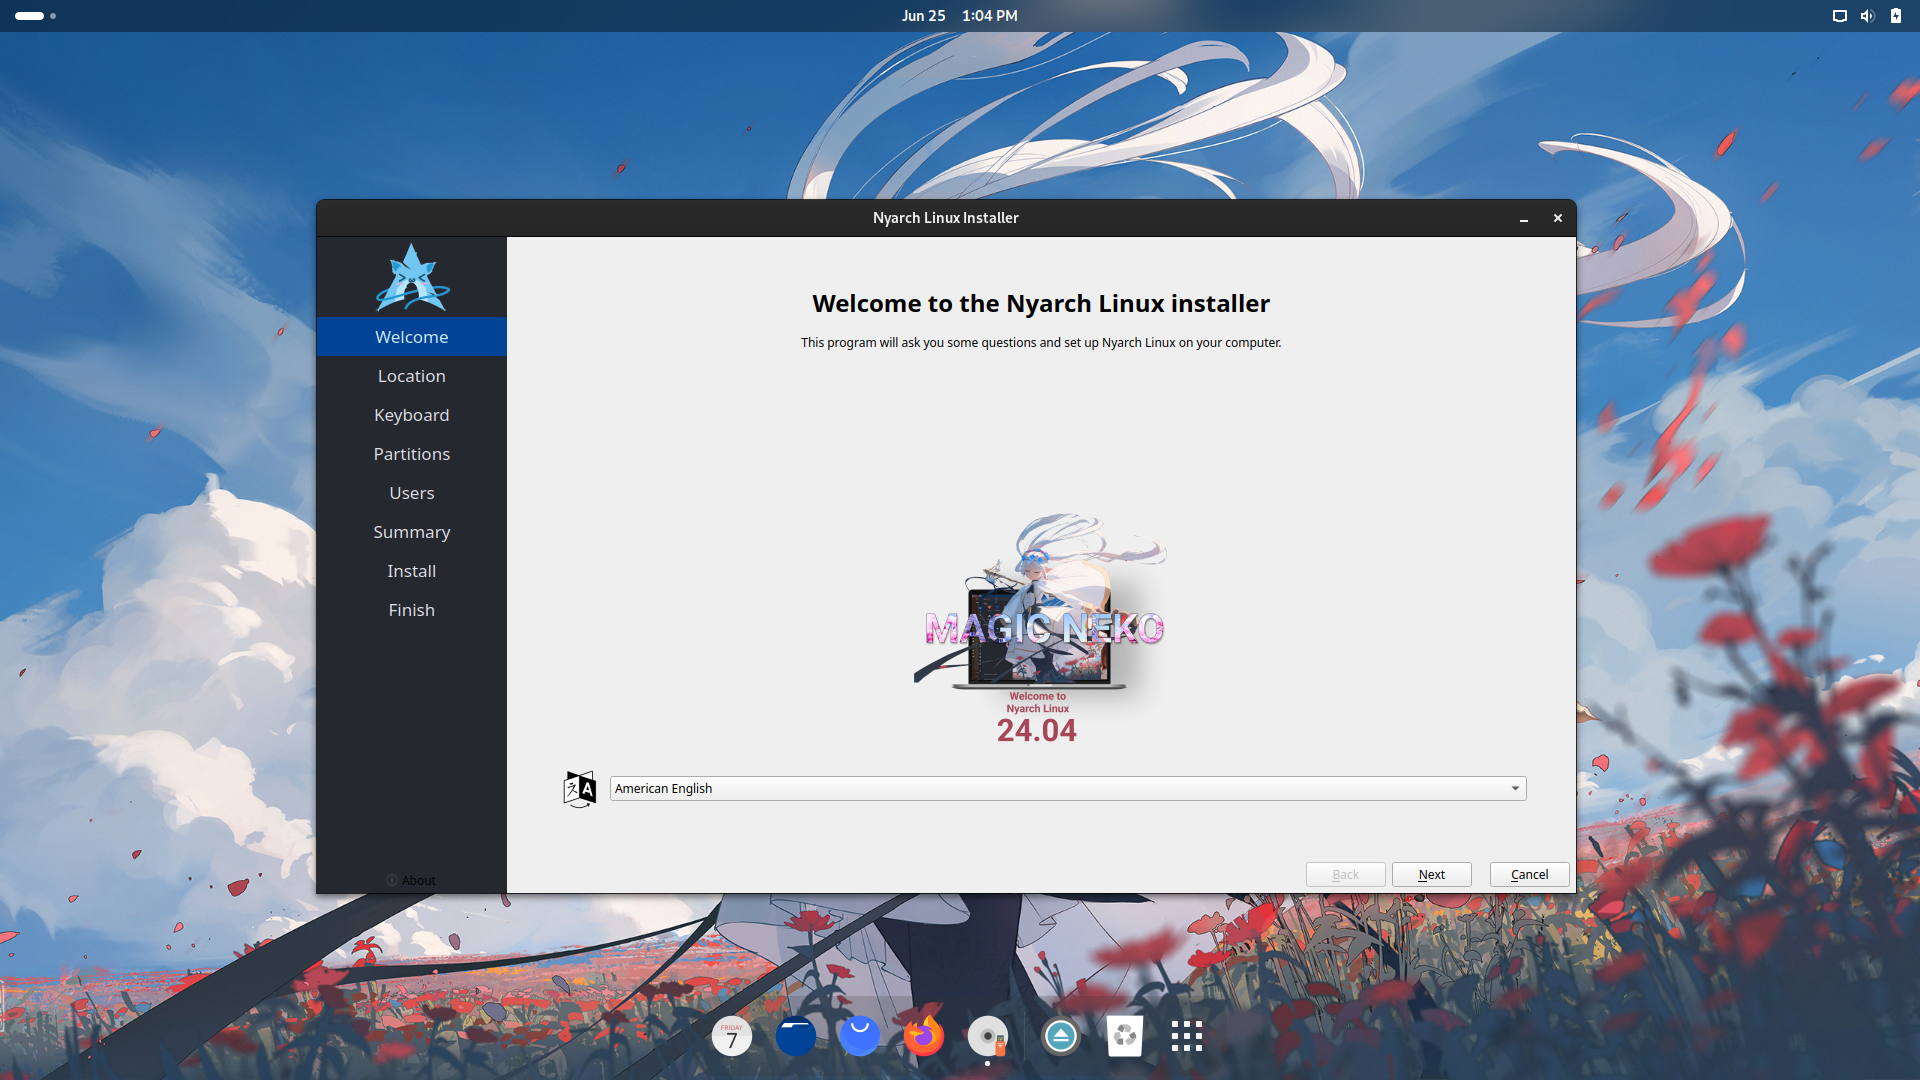 Jun 25 1:04 PM
Nyarch Linux Installer
Welcome
Location
Keyboard
Partitions
Users
Summary
Install
Finish
About
Welcome to the Nyarch Linux installer
This program will ask you some questions and set up Nyarch Linux on your computer.
MAGIC NEKO
Welcome to
Nyarch Linux
24.04
American English
Back Next Cancel
FRIDAY
7